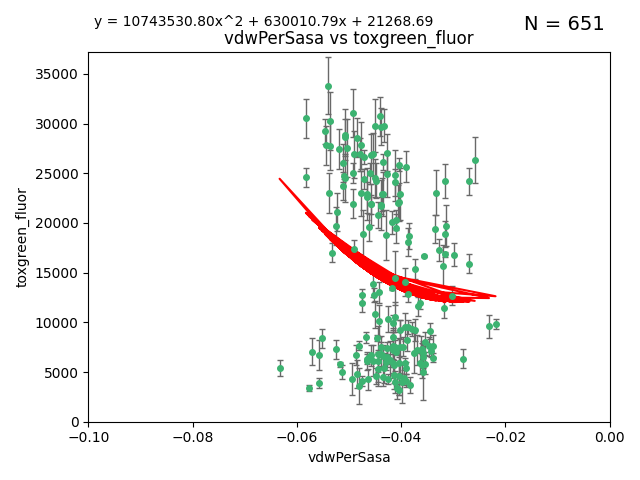 y = 10743530.80x^2 + 630010.79x + 21268.69
N = 651
vdwPerSasa vs toxgreen_fluor
toxgreen_fluor
35000
30000
25000
20000
15000
10000
5000
0
−0.10
−0.08
−0.06
−0.04
−0.02
0.00
vdwPerSasa